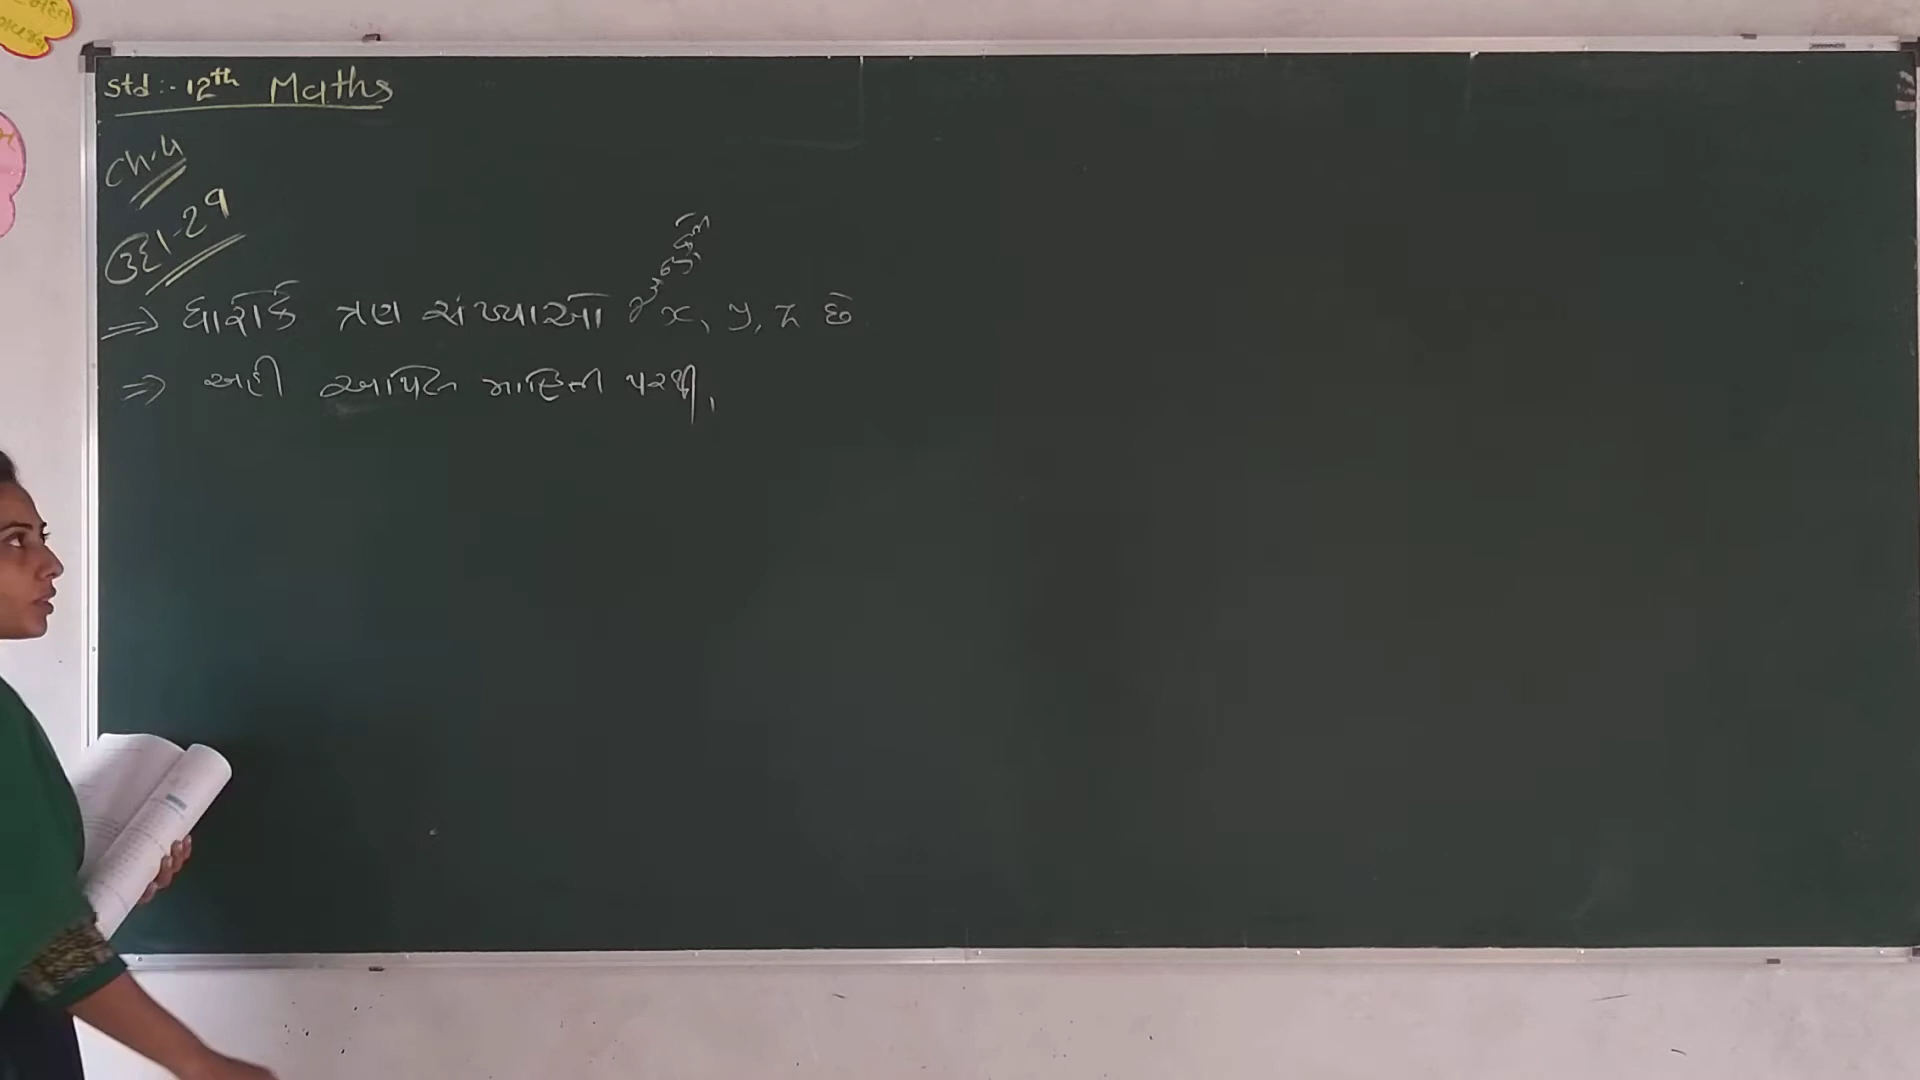 Std :- 12th Maths
Ch.4
ઉદા-29
અનુક્રમે
⇒ ધારોકે ત્રણ સંખ્યાઓ x, y, z છે
⇒ અહી આપેલ માહિતી પરથી,